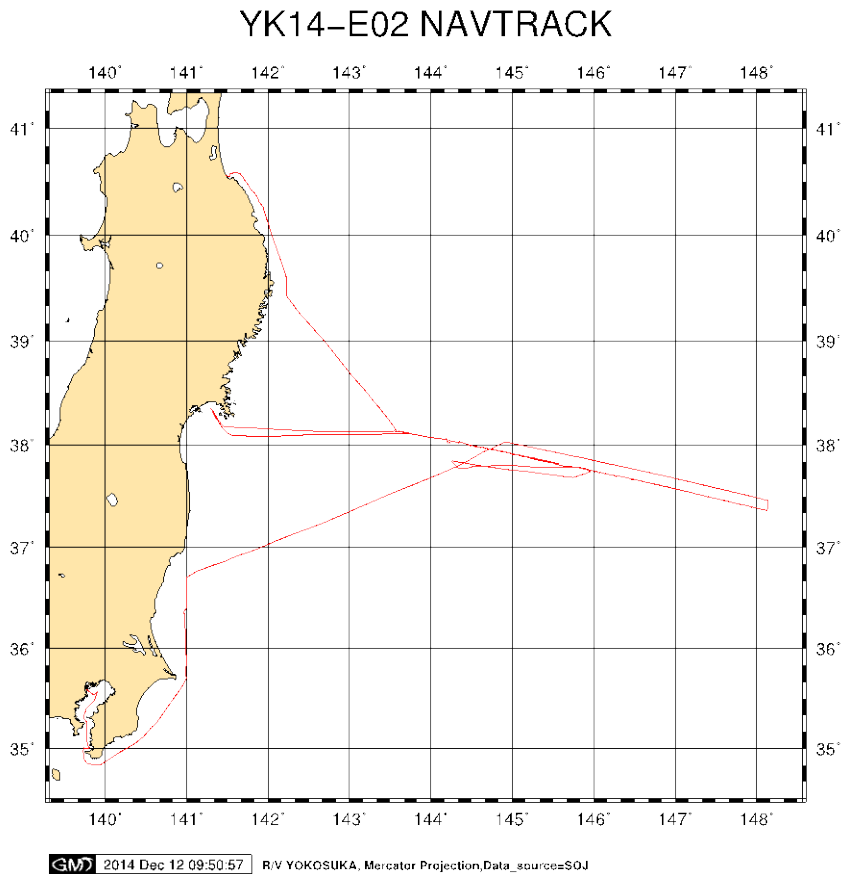 YK14-E02 NAVTRACK
140° 141° 142° 143° 144° 145° 146° 147° 148°
41° 41°
40° 40°
39° 39°
38° 38°
37° 37°
36° 36°
35° 35°
140° 141° 142° 143° 144° 145° 146° 147° 148°
GMT 2014 Dec 12 09:50:57 R/V YOKOSUKA, Mercator Projection,Data_source=SOJ